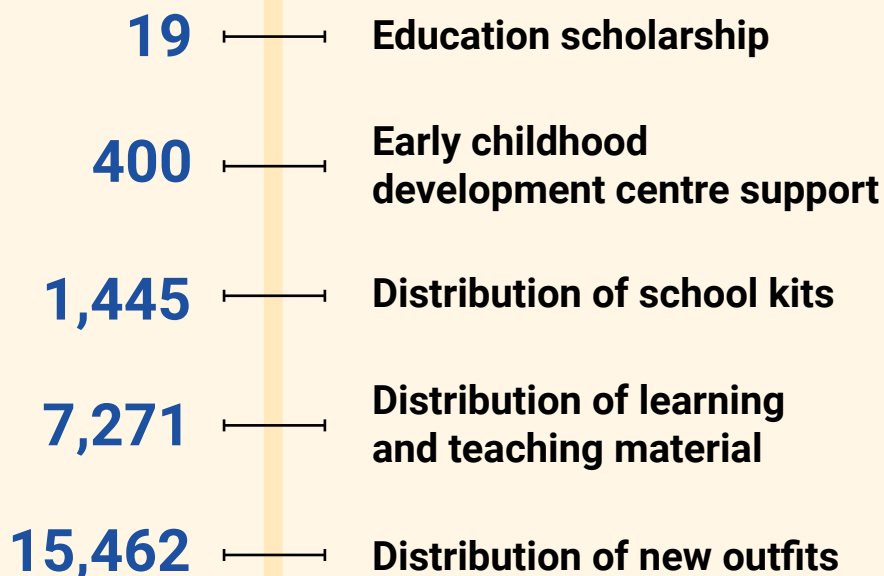 19 Education scholarship
400 Early childhood
development centre support
1,445 Distribution of school kits
7,271 Distribution of learning
and teaching material
15,462 Distribution of new outfits